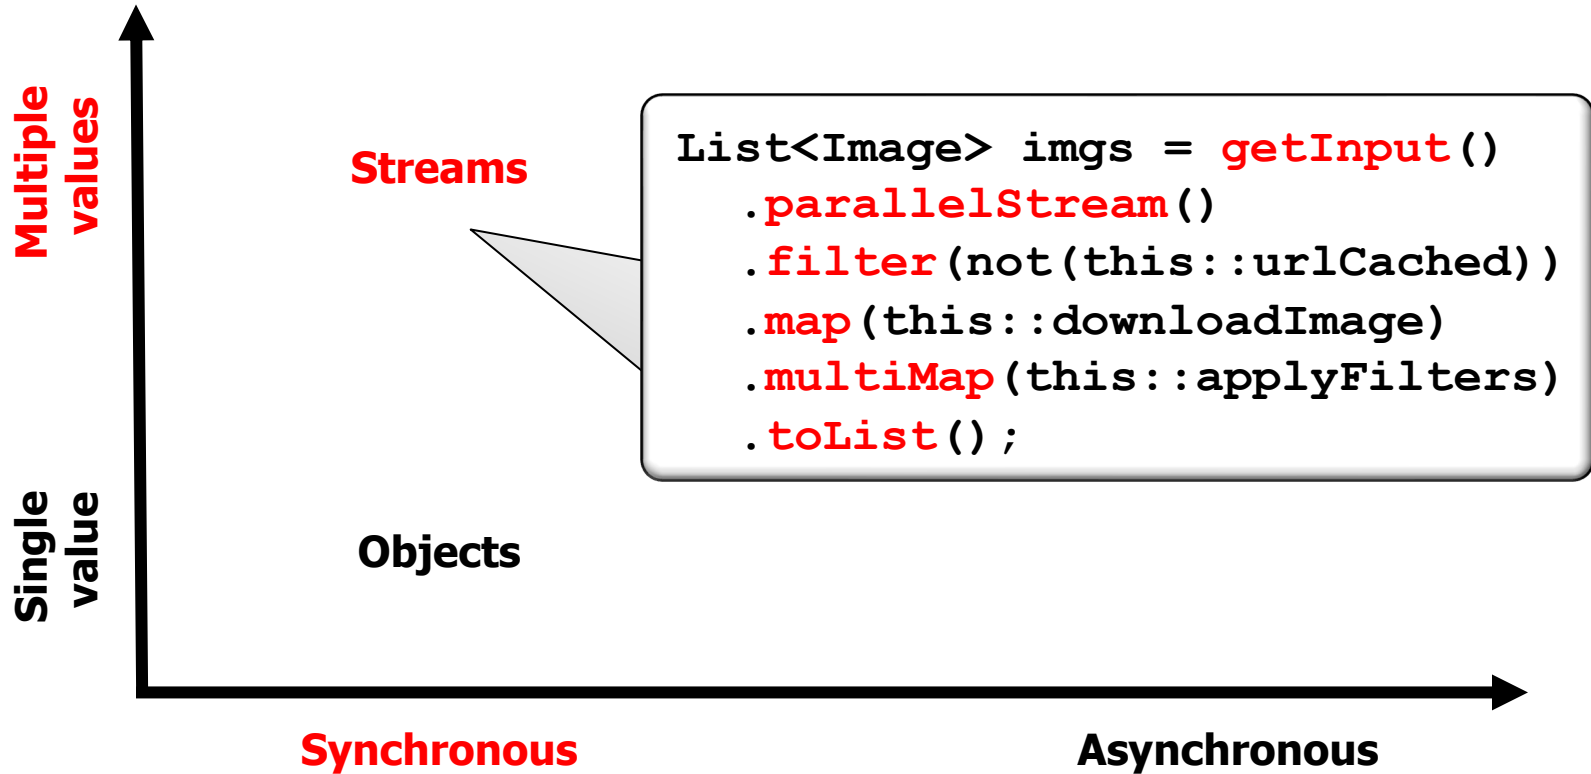 Multiple
values
Streams
List<Image> imgs = getInput()
.parallelStream()
.filter(not(this::urlCached))
.map(this::downloadImage)
.multiMap(this::applyFilters)
.toList();
Single
value
Objects
Synchronous
Asynchronous